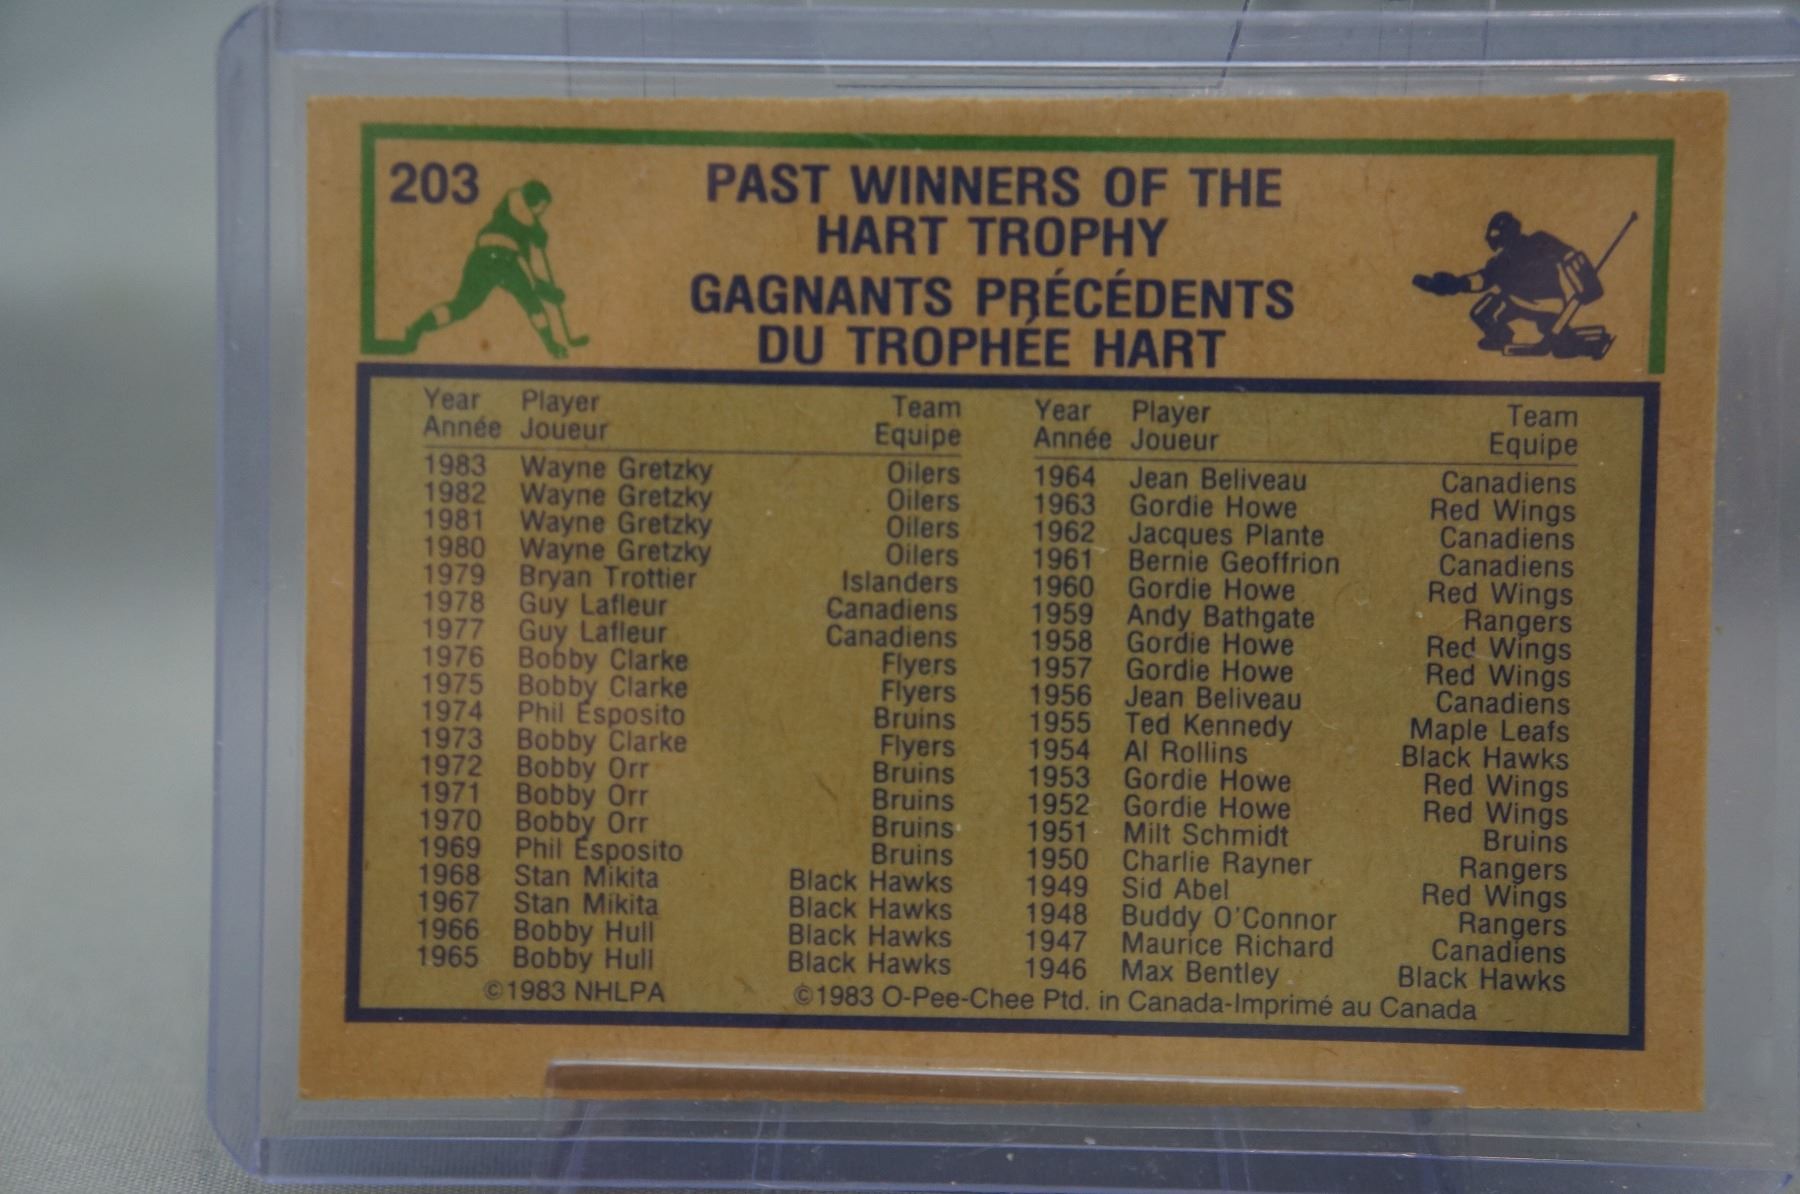 203
PAST WINNERS OF THE
HART TROPHY
GAGNANTS PRÉCÉDENTS
DU TROPHÉE HART
Year Player Team
Année Joueur Equipe
1983 Wayne Gretzky Oilers
1982 Wayne Gretzky Oilers
1981 Wayne Gretzky Oilers
1980 Wayne Gretzky Oilers
1979 Bryan Trottier Islanders
1978 Guy Lafleur Canadiens
1977 Guy Lafleur Canadiens
1976 Bobby Clarke Flyers
1975 Bobby Clarke Flyers
1974 Phil Esposito Bruins
1973 Bobby Clarke Flyers
1972 Bobby Orr Bruins
1971 Bobby Orr Bruins
1970 Bobby Orr Bruins
1969 Phil Esposito Bruins
1968 Stan Mikita Black Hawks
1967 Stan Mikita Black Hawks
1966 Bobby Hull Black Hawks
1965 Bobby Hull Black Hawks
Year Player Team
Année Joueur Equipe
1964 Jean Beliveau Canadiens
1963 Gordie Howe Red Wings
1962 Jacques Plante Canadiens
1961 Bernie Geoffrion Canadiens
1960 Gordie Howe Red Wings
1959 Andy Bathgate Rangers
1958 Gordie Howe Red Wings
1957 Gordie Howe Red Wings
1956 Jean Beliveau Canadiens
1955 Ted Kennedy Maple Leafs
1954 Al Rollins Black Hawks
1953 Gordie Howe Red Wings
1952 Gordie Howe Red Wings
1951 Milt Schmidt Bruins
1950 Charlie Rayner Rangers
1949 Sid Abel Red Wings
1948 Buddy O'Connor Rangers
1947 Maurice Richard Canadiens
1946 Max Bentley Black Hawks
©1983 NHLPA ©1983 O-Pee-Chee Ptd. in Canada-Imprimé au Canada